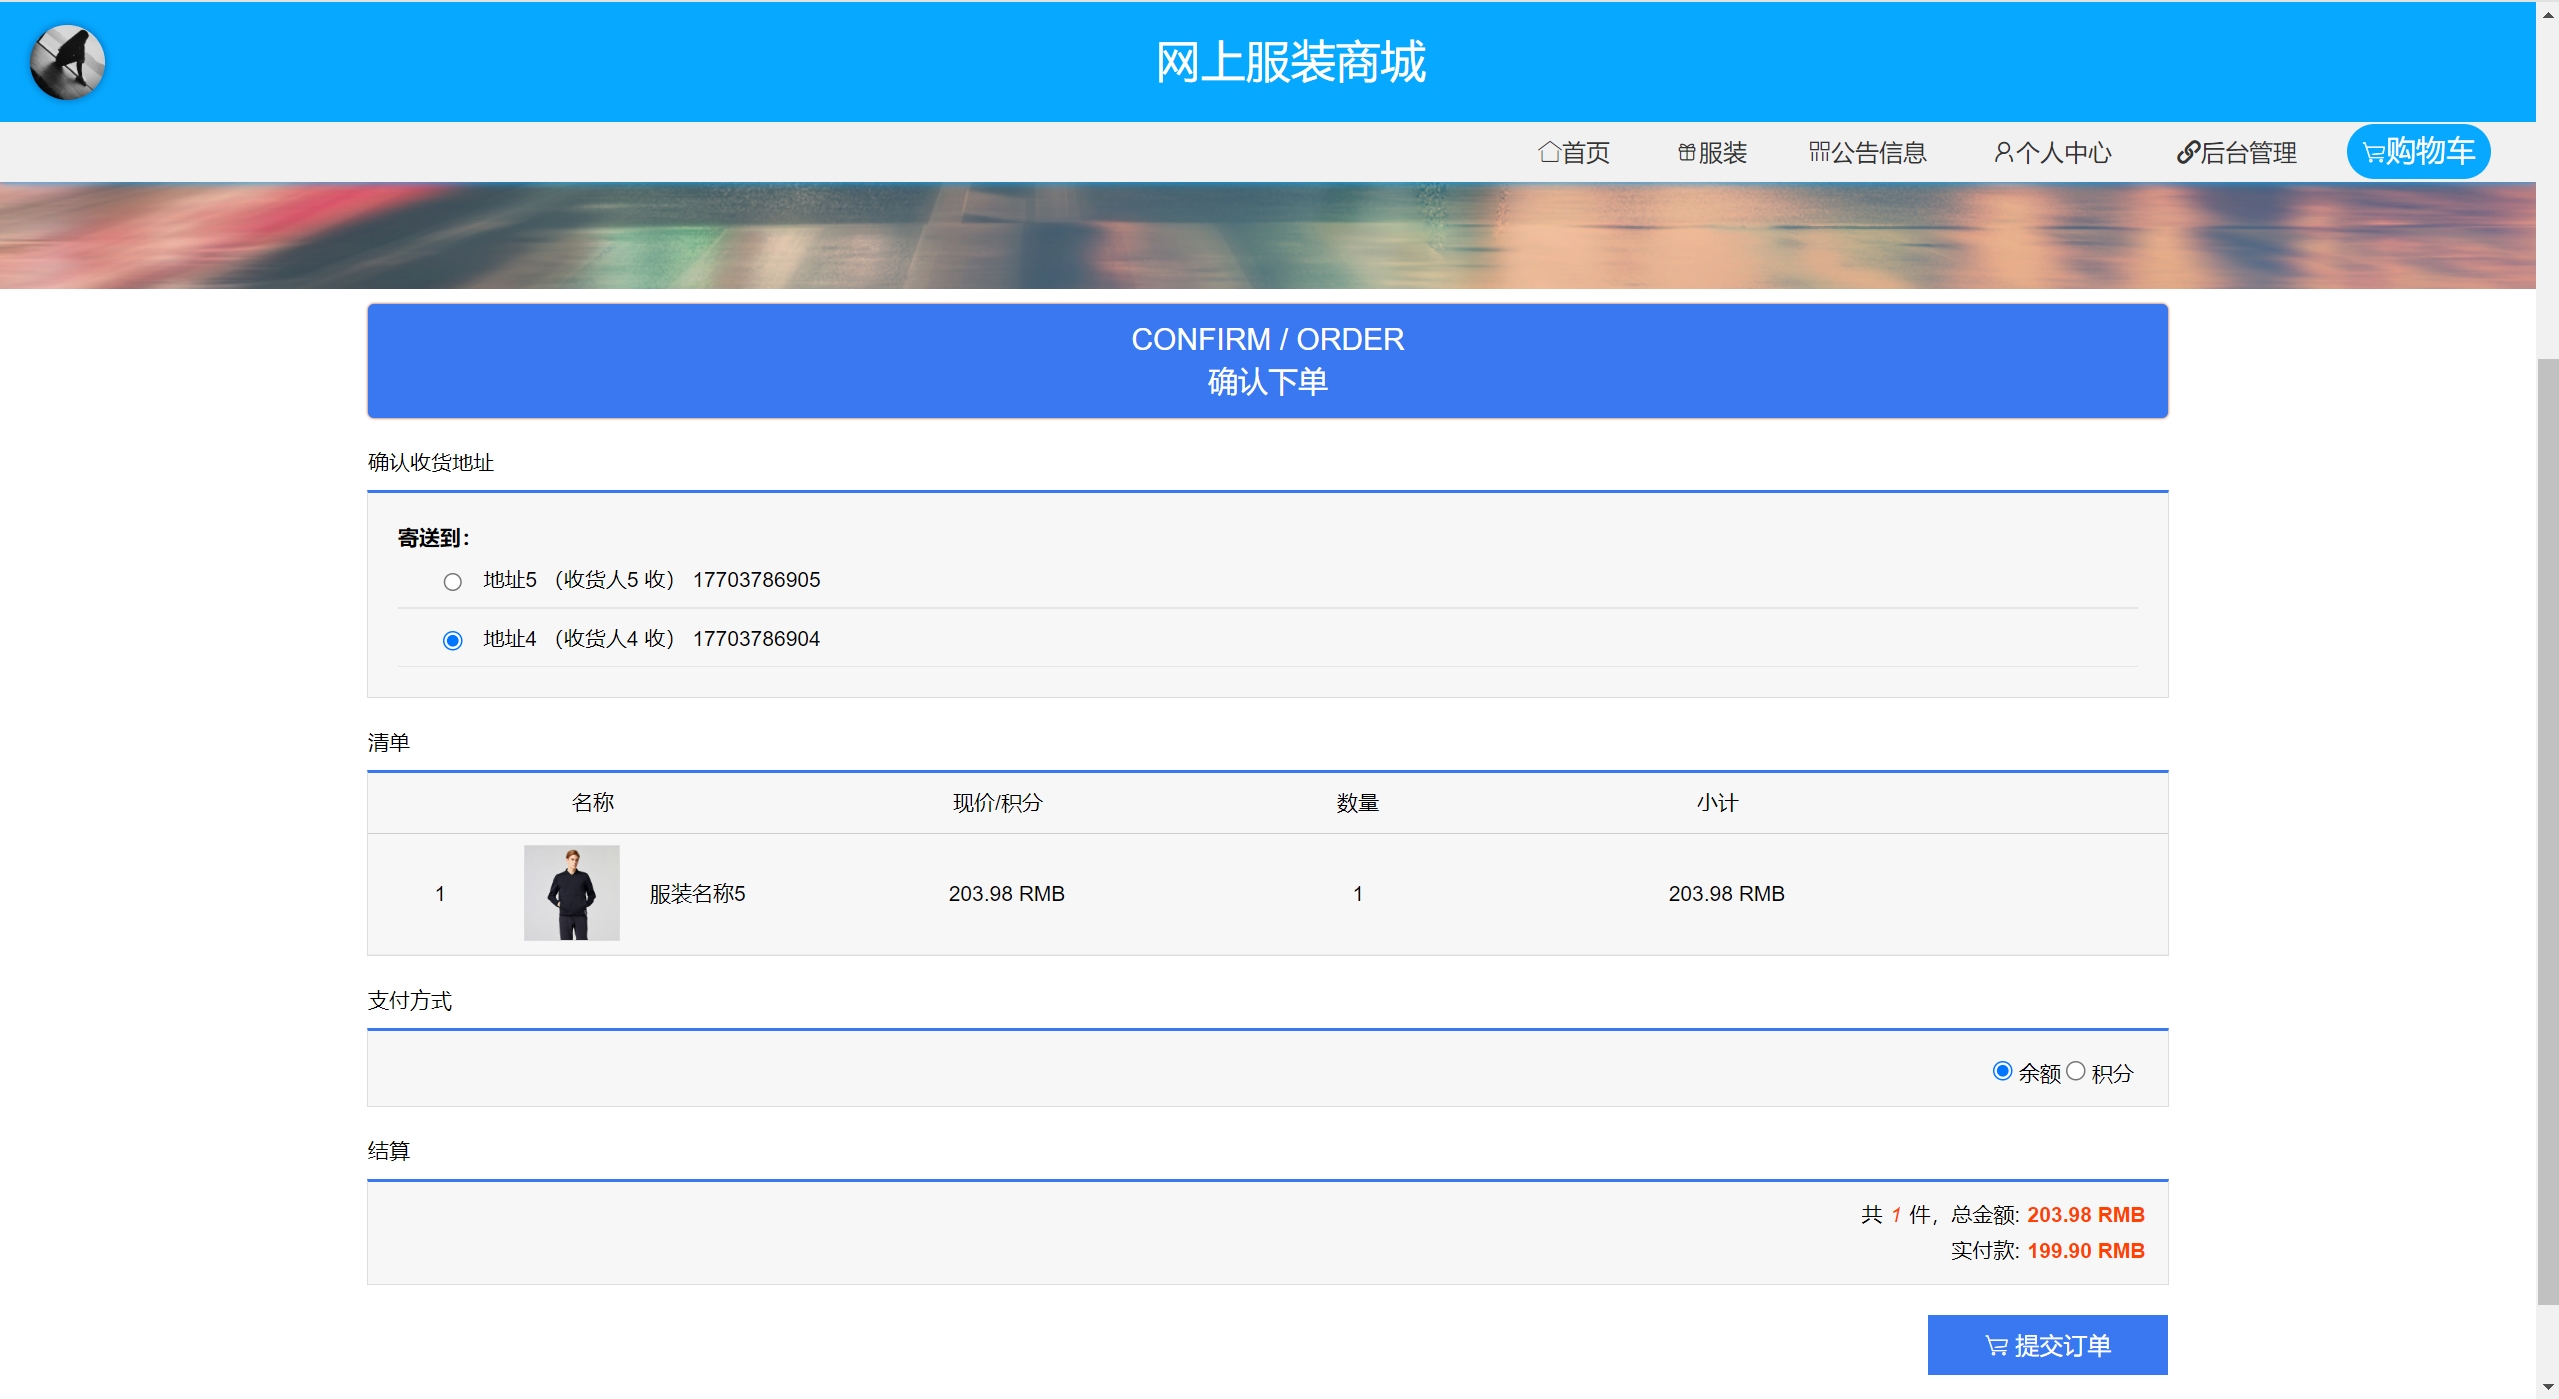 网上服装商城
首页 服装 公告信息 个人中心 后台管理 购物车
CONFIRM / ORDER
确认下单
确认收货地址
寄送到：
地址5 （收货人5 收） 17703786905
地址4 （收货人4 收） 17703786904
清单
名称 现价/积分 数量 小计
1 服装名称5 203.98 RMB 1 203.98 RMB
支付方式
余额 积分
结算
共 1 件，总金额: 203.98 RMB
实付款: 199.90 RMB
提交订单